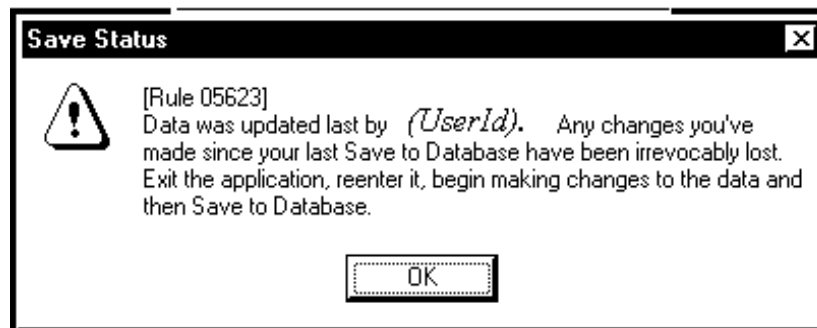 Save Status
[Rule 05623]
Data was updated last by (UserId). Any changes you've
made since your last Save to Database have been irrevocably lost.
Exit the application, reenter it, begin making changes to the data and
then Save to Database.
OK